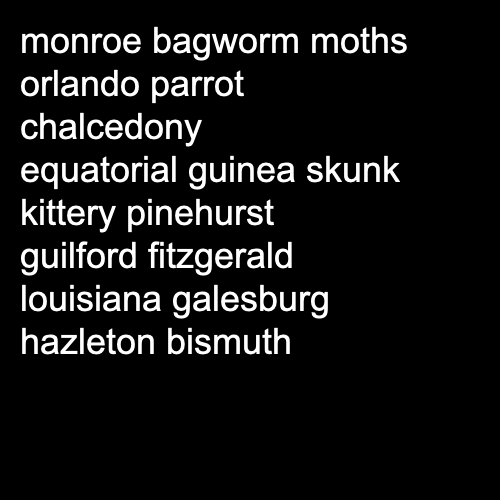 monroe bagworm moths
orlando parrot
chalcedony
equatorial guinea skunk
kittery pinehurst
guilford fitzgerald
louisiana galesburg
hazleton bismuth